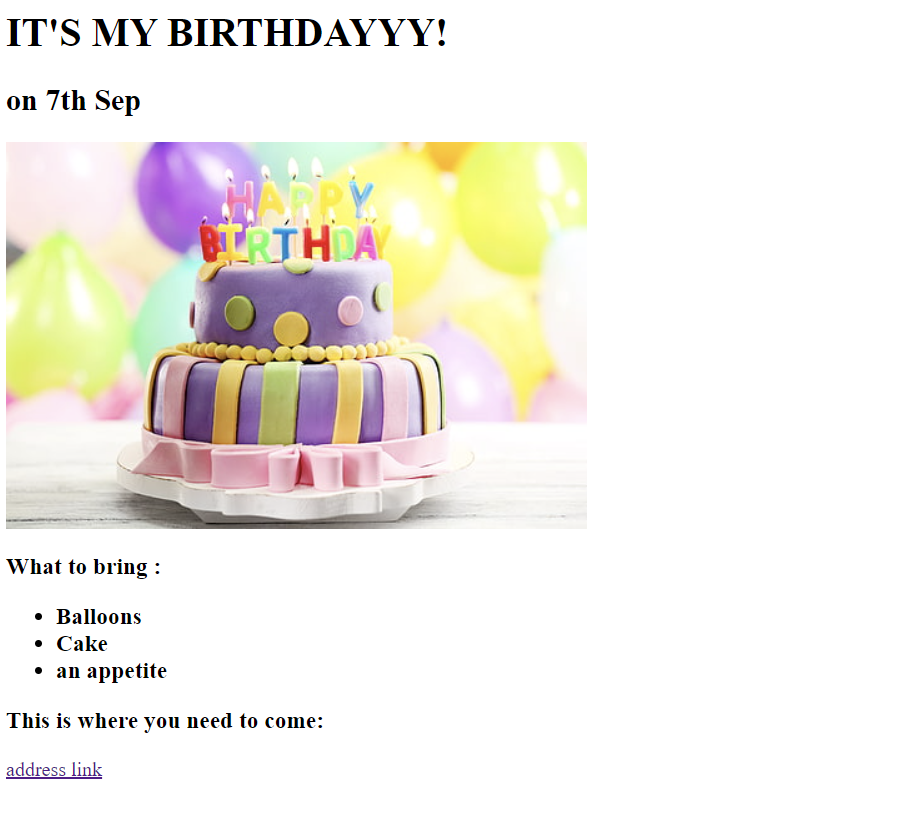 IT'S MY BIRTHDAYYY!
on 7th Sep
HAPPY
BIRTHDAY
What to bring :
Balloons
Cake
an appetite
This is where you need to come:
address link